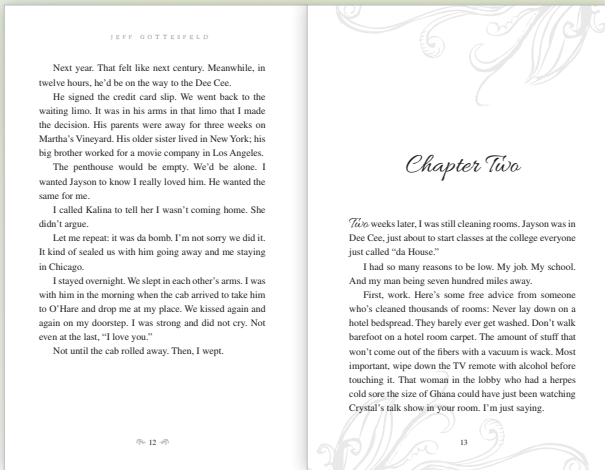 JEFF GOTTESFELD
Next year. That felt like next century. Meanwhile, in
twelve hours, he'd be on the way to the Dee Cee.
He signed the credit card slip. We went back to the
waiting limo. It was in his arms in that limo that I made
the decision. His parents were away for three weeks on
Martha's Vineyard. His older sister lived in New York; his
big brother worked for a movie company in Los Angeles.
The penthouse would be empty. We'd be alone. I
wanted Jayson to know I really loved him. He wanted the
same for me.
I called Kalina to tell her I wasn't coming home. She
didn't argue.
Let me repeat: it was da bomb. I'm not sorry we did it.
It kind of sealed us with him going away and me staying
in Chicago.
I stayed overnight. We slept in each other's arms. I was
with him in the morning when the cab arrived to take him
to O'Hare and drop me at my place. We kissed again and
again on my doorstep. I was strong and did not cry. Not
even at the last, “I love you.”
Not until the cab rolled away. Then, I wept.
12
Chapter Two
Two weeks later, I was still cleaning rooms. Jayson was in
Dee Cee, just about to start classes at the college everyone
just called “da House.”
I had so many reasons to be low. My job. My school.
And my man being seven hundred miles away.
First, work. Here's some free advice from someone
who's cleaned thousands of rooms: Never lay down on a
hotel bedspread. They barely ever get washed. Don't walk
barefoot on a hotel room carpet. The amount of stuff that
won't come out of the fibers with a vacuum is wack. Most
important, wipe down the TV remote with alcohol before
touching it. That woman in the lobby who had a herpes
cold sore the size of Ghana could have just been watching
Crystal's talk show in your room. I'm just saying.
13